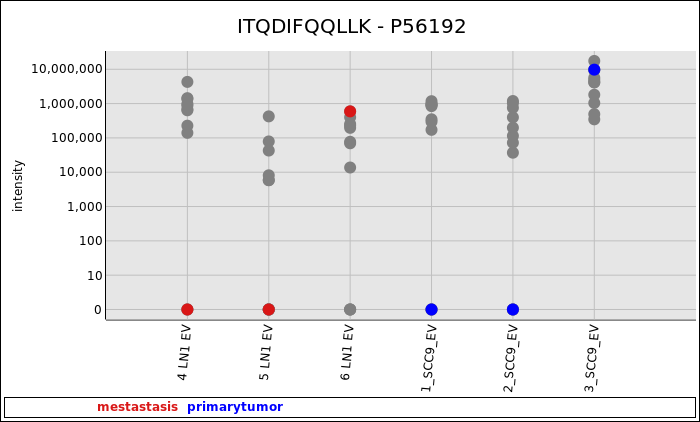 ITQDIFQQLLK - P56192
10,000,000
1,000,000
100,000
10,000
1,000
100
10
0
intensity
4 LN1 EV
5 LN1 EV
6 LN1 EV
1_SCC9_EV
2_SCC9_EV
3_SCC9_EV
mestastasis primarytumor